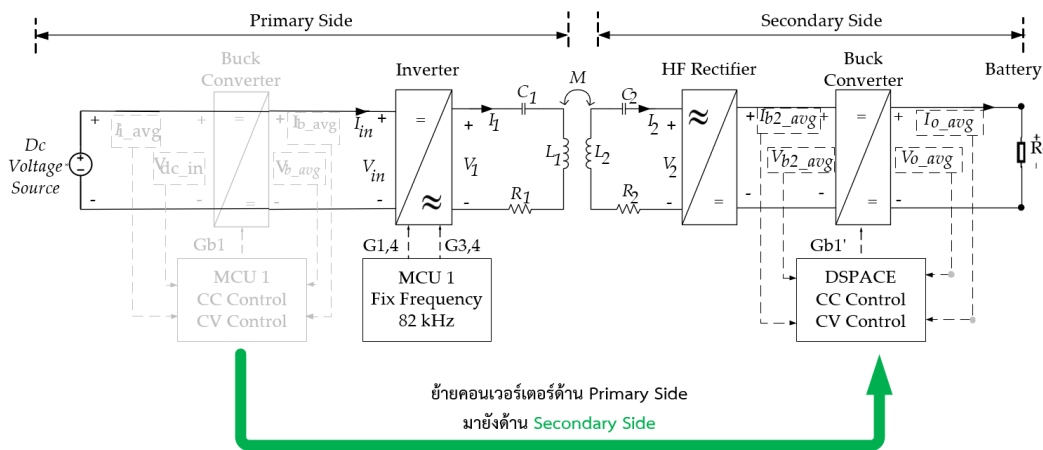 Primary Side
Secondary Side
Buck
Converter
Inverter
M
HF Rectifier
Buck
Converter
Battery
Dc
Voltage
Source
+
-
Ii_avg
Vdc_in
+
-
=
=
+
-
Ib_avg
Vb_avg
Iin
Vin
+
-
=
≈
+
-
I1
V1
C1
L1
R1
C2
L2
R2
I2
V2
+
-
≈
=
Ib2_avg
Vb2_avg
+
-
=
=
+
-
Io_avg
Vo_avg
+
R
Gb1
G1,4
G3,4
Gb1'
MCU 1
CC Control
CV Control
MCU 1
Fix Frequency
82 kHz
DSPACE
CC Control
CV Control
ย้ายคอนเวอร์เตอร์ด้าน Primary Side
มายังด้าน Secondary Side